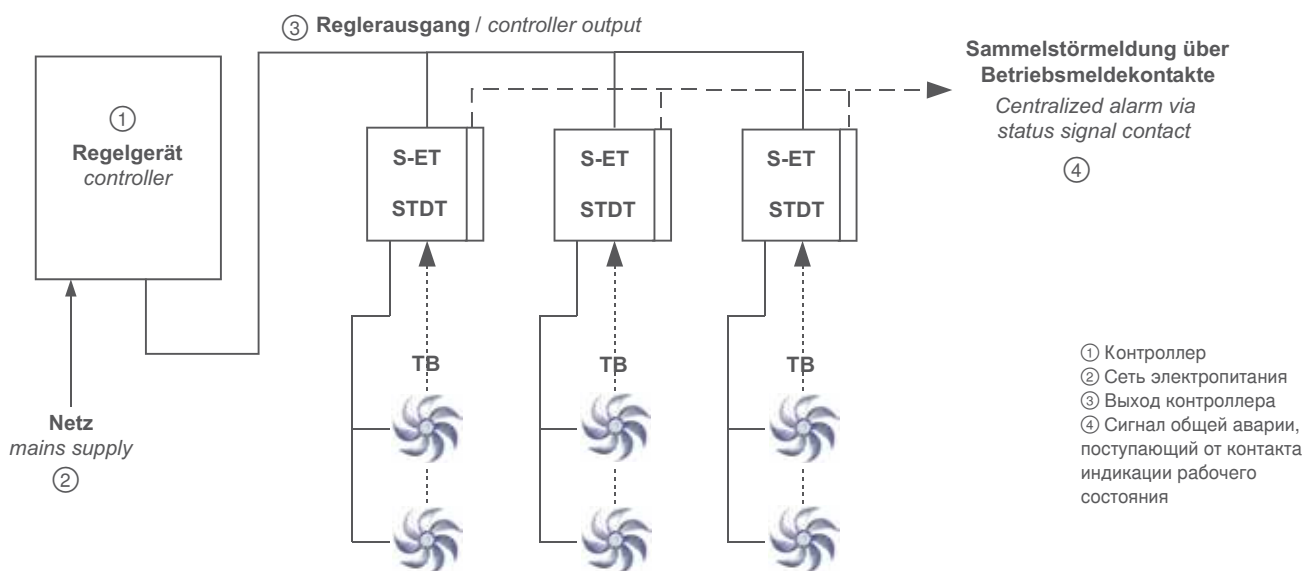 ③ Reglerausgang / controller output
Sammelstörmeldung über
Betriebsmeldekontakte
Centralized alarm via
status signal contact
④
①
Regelgerät
controller
S-ET
STDT
S-ET
STDT
S-ET
STDT
TB
TB
TB
Netz
mains supply
②
① Контроллер
② Сеть электропитания
③ Выход контроллера
④ Сигнал общей аварии,
поступающий от контакта
индикации рабочего
состояния